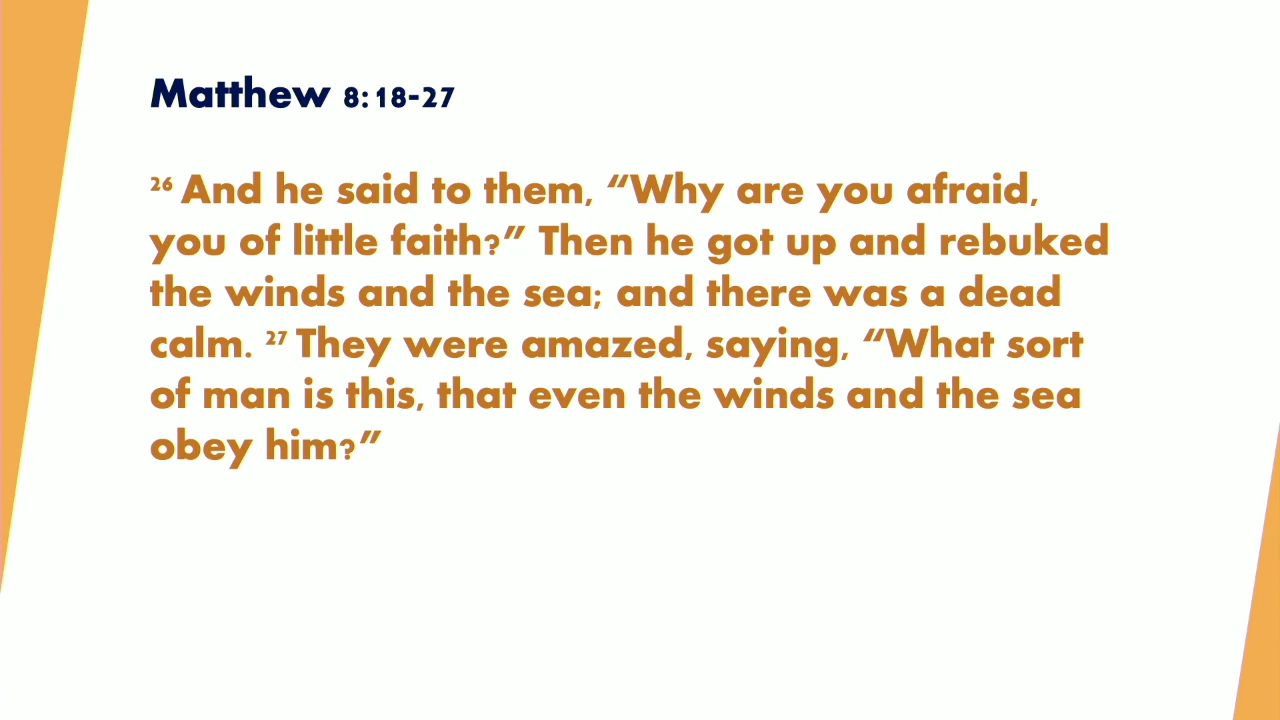 Matthew 8:18-27
26 And he said to them, “Why are you afraid,
you of little faith?” Then he got up and rebuked
the winds and the sea; and there was a dead
calm. 27 They were amazed, saying, “What sort
of man is this, that even the winds and the sea
obey him?”